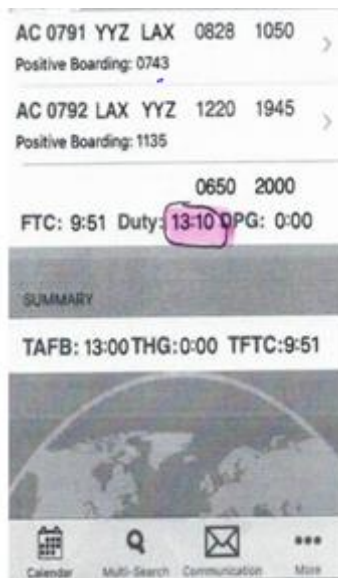 AC 0791 YYZ LAX 0828 1050
Positive Boarding: 0743
AC 0792 LAX YYZ 1220 1945
Positive Boarding: 1135
0650 2000
FTC: 9:51 Duty: 13:10 DPG: 0:00
SUMMARY
TAFB: 13:00 THG:0:00 TFTC:9:51
Calendar Multi-Search Communication More